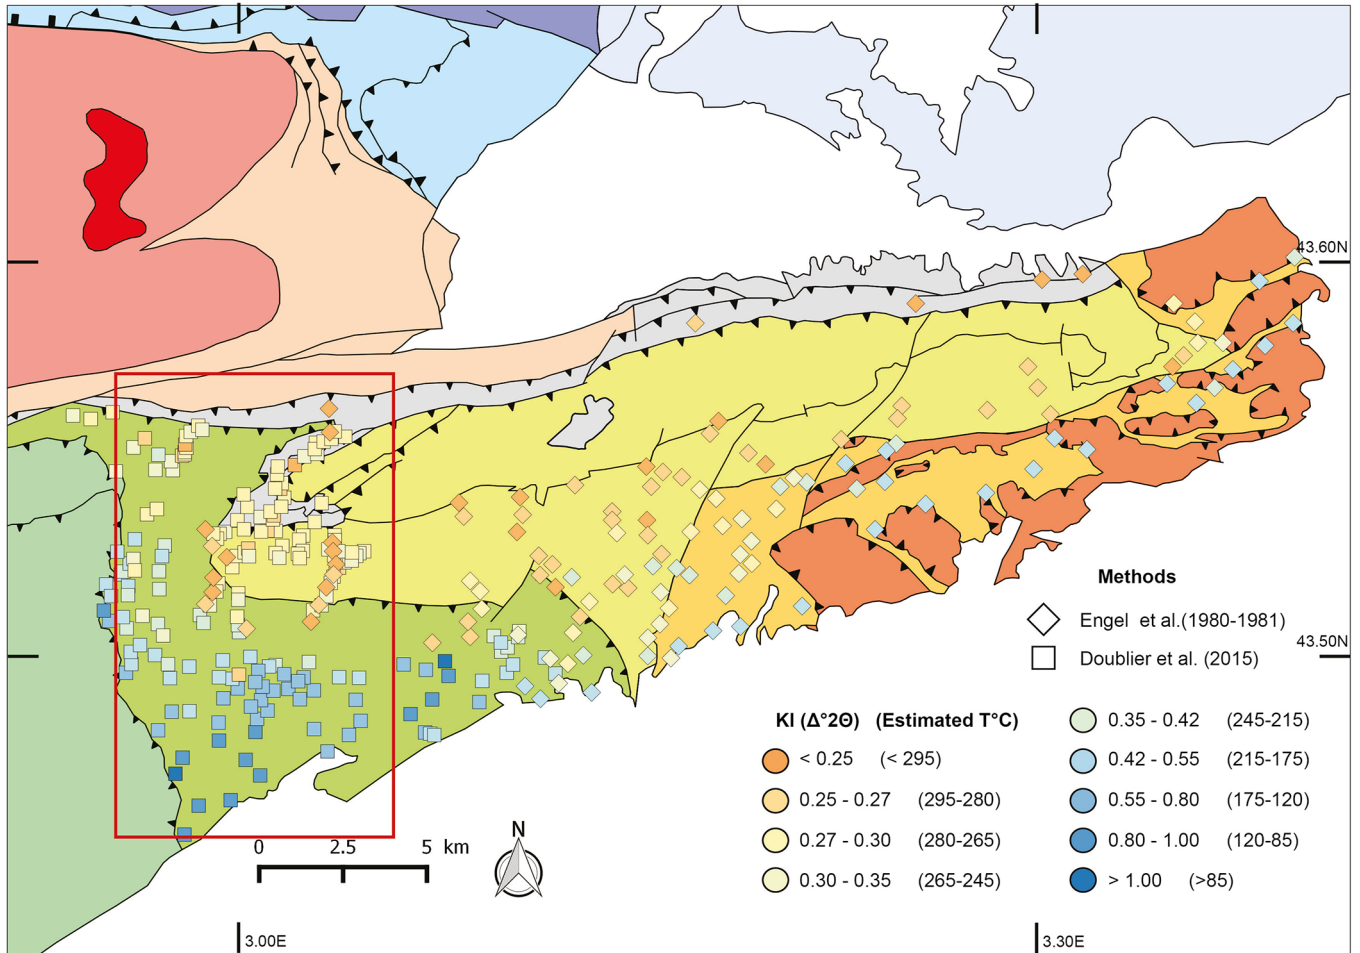 43.60N
Methods
Engel et al.(1980-1981)
Doublier et al. (2015)
43.50N
KI (Δ°2Θ) (Estimated T°C)
< 0.25 (< 295)
0.25 - 0.27 (295-280)
0.27 - 0.30 (280-265)
0.30 - 0.35 (265-245)
0.35 - 0.42 (245-215)
0.42 - 0.55 (215-175)
0.55 - 0.80 (175-120)
0.80 - 1.00 (120-85)
> 1.00 (>85)
N
0 2.5 5 km
3.00E
3.30E